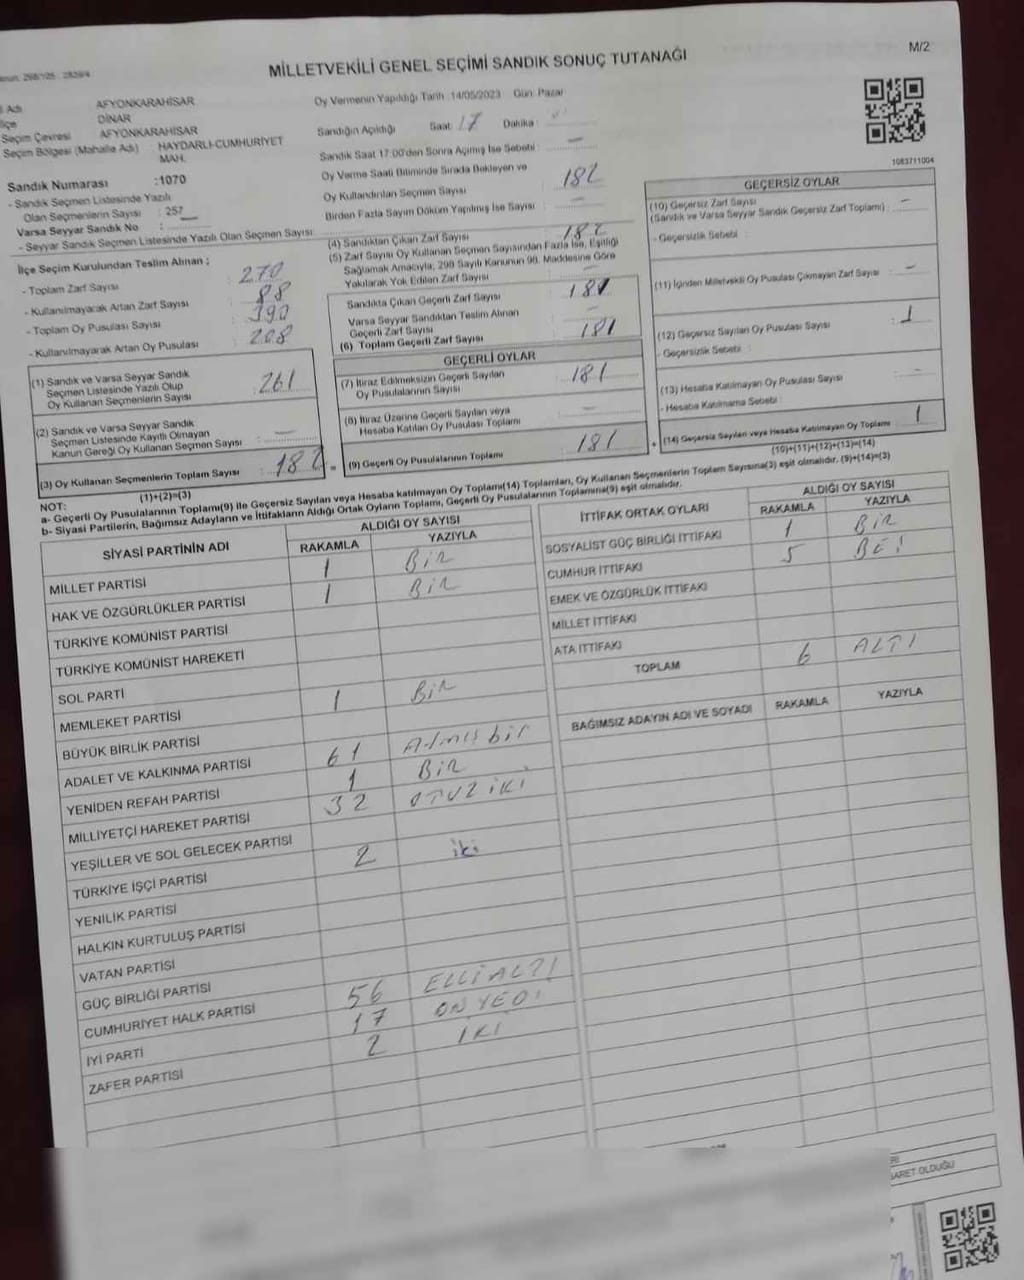 M/2
MİLLETVEKİLİ GENEL SEÇİMİ SANDIK SONUÇ TUTANAĞI
İl Adı AFYONKARAHİSAR
İlçe DİNAR
Seçim Çevresi AFYONKARAHİSAR
Seçim Bölgesi (Mahalle Adı) : HAYDARLI-CUMHURİYET
MAH.
Sandık Numarası :1070
- Sandık Seçmen Listesinde Yazılı
Olan Seçmenlerin Sayısı : 257
Varsa Seyyar Sandık No :
- Seyyar Sandık Seçmen Listesinde Yazılı Olan Seçmen Sayısı :
Oy Vermenin Yapıldığı Tarih :14/05/2023 Gün: Pazar
Sandığın Açıldığı Saat: 17 Dakika :
Sandık Saat 17:00'den Sonra Açılmış İse Sebebi : -
Oy Verme Saati Bitiminde Sırada Bekleyen ve
Oy Kullandırılan Seçmen Sayısı : 182
Birden Fazla Sayım Döküm Yapılmış İse Sayısı : -
1083711004
İlçe Seçim Kurulundan Teslim Alınan ;
- Toplam Zarf Sayısı : 270
- Kullanılmayarak Artan Zarf Sayısı : 88
- Toplam Oy Pusulası Sayısı : 390
- Kullanılmayarak Artan Oy Pusulası : 208
(1) Sandık ve Varsa Seyyar Sandık
Seçmen Listesinde Yazılı Olup
Oy Kullanan Seçmenlerin Sayısı : 261
(2) Sandık ve Varsa Seyyar Sandık
Seçmen Listesinde Kayıtlı Olmayan
Kanun Gereği Oy Kullanan Seçmen Sayısı : -
(3) Oy Kullanan Seçmenlerin Toplam Sayısı : 182 =
(1)+(2)=(3)
(4) Sandıktan Çıkan Zarf Sayısı : 182
(5) Zarf Sayısı Oy Kullanan Seçmen Sayısından Fazla İse, Eşitliği
Sağlamak Amacıyla, 298 Sayılı Kanunun 98. Maddesine Göre
Yakılarak Yok Edilen Zarf Sayısı : -
Sandıkta Çıkan Geçerli Zarf Sayısı : 181
Varsa Seyyar Sandıktan Teslim Alınan
Geçerli Zarf Sayısı : -
(6) Toplam Geçerli Zarf Sayısı : 181
GEÇERLİ OYLAR
(7) İtiraz Edilmeksizin Geçerli Sayılan
Oy Pusulalarının Sayısı : 181
(8) İtiraz Üzerine Geçerli Sayılan veya
Hesaba Katılan Oy Pusulası Toplamı : -
(9) Geçerli Oy Pusulalarının Toplamı : 181 +
GEÇERSİZ OYLAR
(10) Geçersiz Zarf Sayısı
(Sandık ve Varsa Seyyar Sandık Geçersiz Zarf Toplamı) : -
- Geçersizlik Sebebi :
(11) İçinden Milletvekili Oy Pusulası Çıkmayan Zarf Sayısı : -
(12) Geçersiz Sayılan Oy Pusulası Sayısı : 1
- Geçersizlik Sebebi :
(13) Hesaba Katılmayan Oy Pusulası Sayısı : -
- Hesaba Katılmama Sebebi :
(14) Geçersiz Sayılan veya Hesaba Katılmayan Oy Toplamı : 1
(10)+(11)+(12)+(13)=(14)
NOT:
a- Geçerli Oy Pusulalarının Toplamı(9) ile Geçersiz Sayılan veya Hesaba katılmayan Oy Toplamı(14) Toplamları, Oy Kullanan Seçmenlerin Toplam Sayısına(3) eşit olmalıdır. (9)+(14)=(3)
b- Siyasi Partilerin, Bağımsız Adayların ve İttifakların Aldığı Ortak Oyların Toplamı, Geçerli Oy Pusulalarının Toplamına(9) eşit olmalıdır.
SİYASİ PARTİNİN ADI ALDIĞI OY SAYISI
RAKAMLA YAZIYLA
MİLLET PARTİSİ 1 BİR
HAK VE ÖZGÜRLÜKLER PARTİSİ 1 BİR
TÜRKİYE KOMÜNİST PARTİSİ
TÜRKİYE KOMÜNİST HAREKETİ
SOL PARTİ
MEMLEKET PARTİSİ 1 BİR
BÜYÜK BİRLİK PARTİSİ
ADALET VE KALKINMA PARTİSİ 61 Atmış bir
YENİDEN REFAH PARTİSİ 1 BİR
MİLLİYETÇİ HAREKET PARTİSİ 32 OTUZ İKİ
YEŞİLLER VE SOL GELECEK PARTİSİ
TÜRKİYE İŞÇİ PARTİSİ 2 iki
YENİLİK PARTİSİ
HALKIN KURTULUŞ PARTİSİ
VATAN PARTİSİ
GÜÇ BİRLİĞİ PARTİSİ
CUMHURİYET HALK PARTİSİ 56 ELLİ ALTI
İYİ PARTİ 17 ON YEDİ
ZAFER PARTİSİ 2 İKİ
İTTİFAK ORTAK OYLARI ALDIĞI OY SAYISI
RAKAMLA YAZIYLA
SOSYALİST GÜÇ BİRLİĞİ İTTİFAKI 1 BİR
CUMHUR İTTİFAKI 5 BEŞ
EMEK VE ÖZGÜRLÜK İTTİFAKI
MİLLET İTTİFAKI
ATA İTTİFAKI
TOPLAM 6 ALTI
BAĞIMSIZ ADAYIN ADI VE SOYADI RAKAMLA YAZIYLA